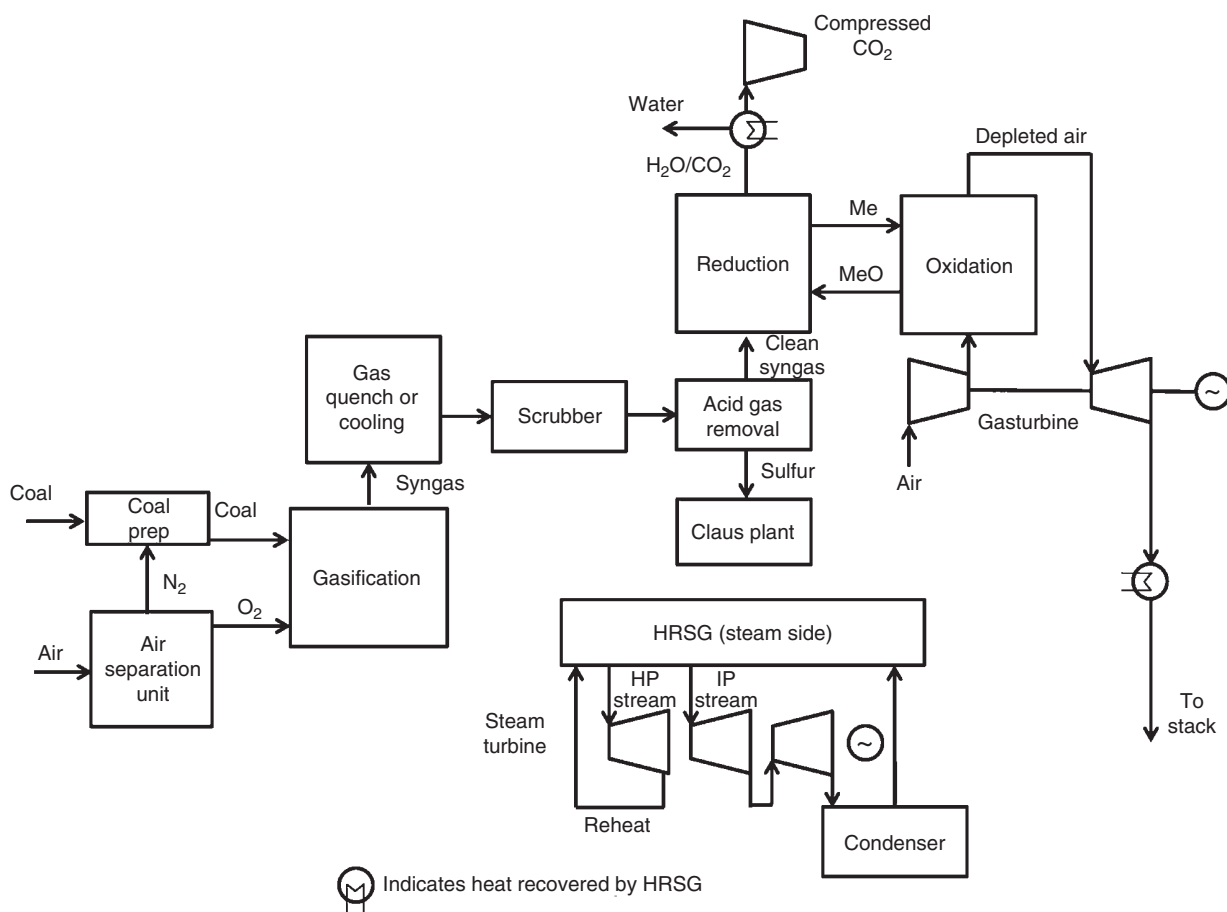 Compressed
CO₂
Water
H₂O/CO₂
Depleted air
Reduction
Me
MeO
Oxidation
Clean
syngas
Gas
quench or
cooling
Scrubber
Acid gas
removal
Gasturbine
~
Air
Sulfur
Claus plant
Syngas
Coal
Coal
prep
Coal
N₂
O₂
Gasification
Air
Air
separation
unit
HRSG (steam side)
HP
stream
IP
stream
Steam
turbine
~
Reheat
Condenser
To
stack
Indicates heat recovered by HRSG